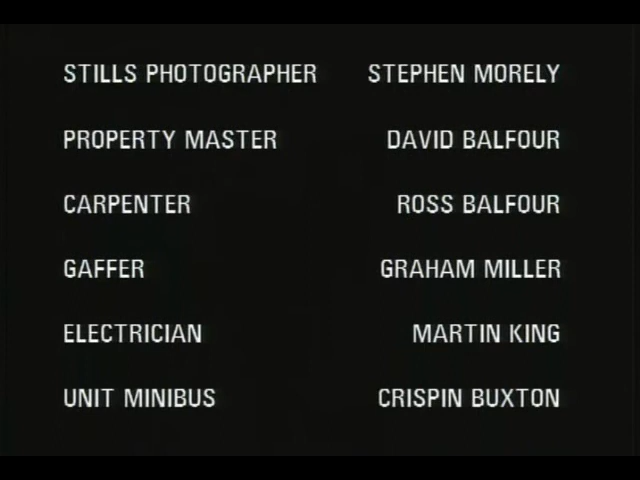 STILLS PHOTOGRAPHER STEPHEN MORELY
PROPERTY MASTER DAVID BALFOUR
CARPENTER ROSS BALFOUR
GAFFER GRAHAM MILLER
ELECTRICIAN MARTIN KING
UNIT MINIBUS CRISPIN BUXTON